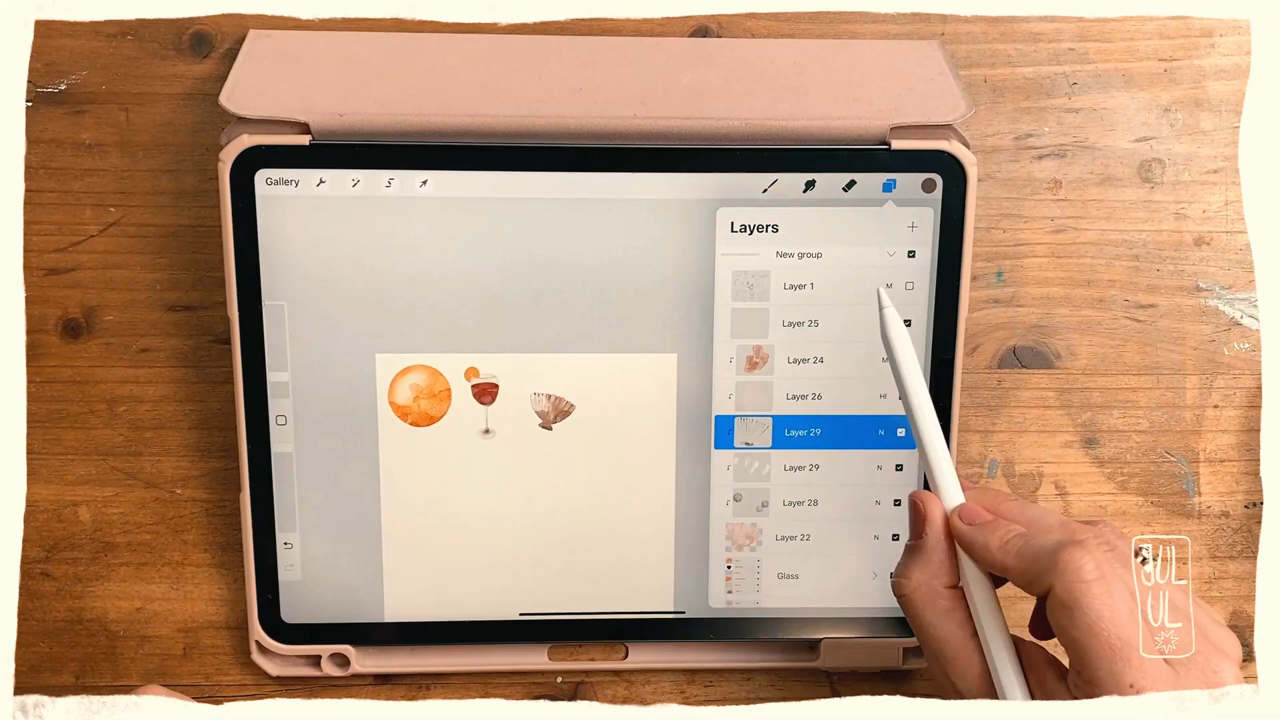 Gallery
Layers
New group
Layer 1 M
Layer 25
Layer 24 M
Layer 26 Hl
Layer 29 N
Layer 29 N
Layer 28 N
Layer 22 N
Glass
JUL
UL